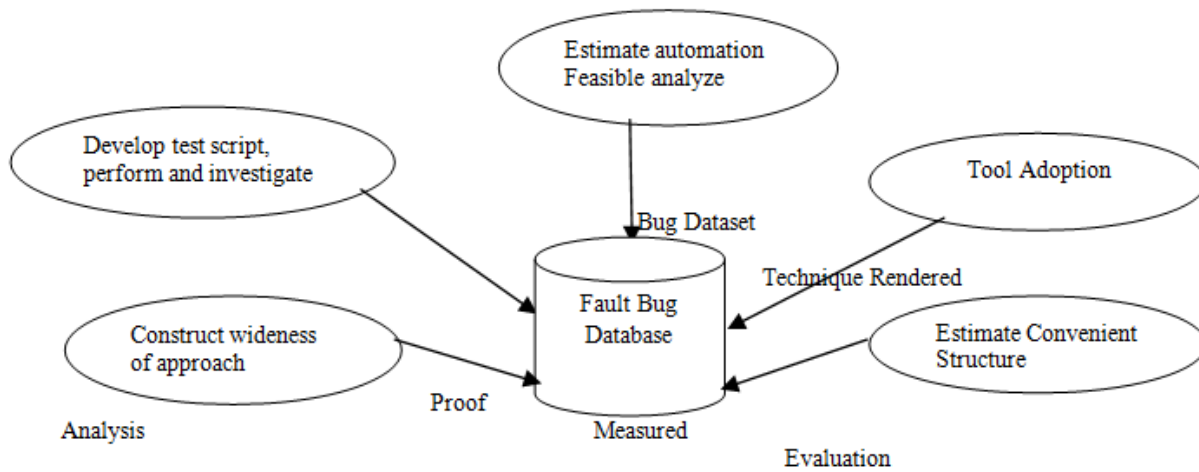 Estimate automation
Feasible analyze
Develop test script,
perform and investigate
Tool Adoption
Bug Dataset
Technique Rendered
Fault Bug
Database
Construct wideness
of approach
Estimate Convenient
Structure
Proof
Analysis
Measured
Evaluation